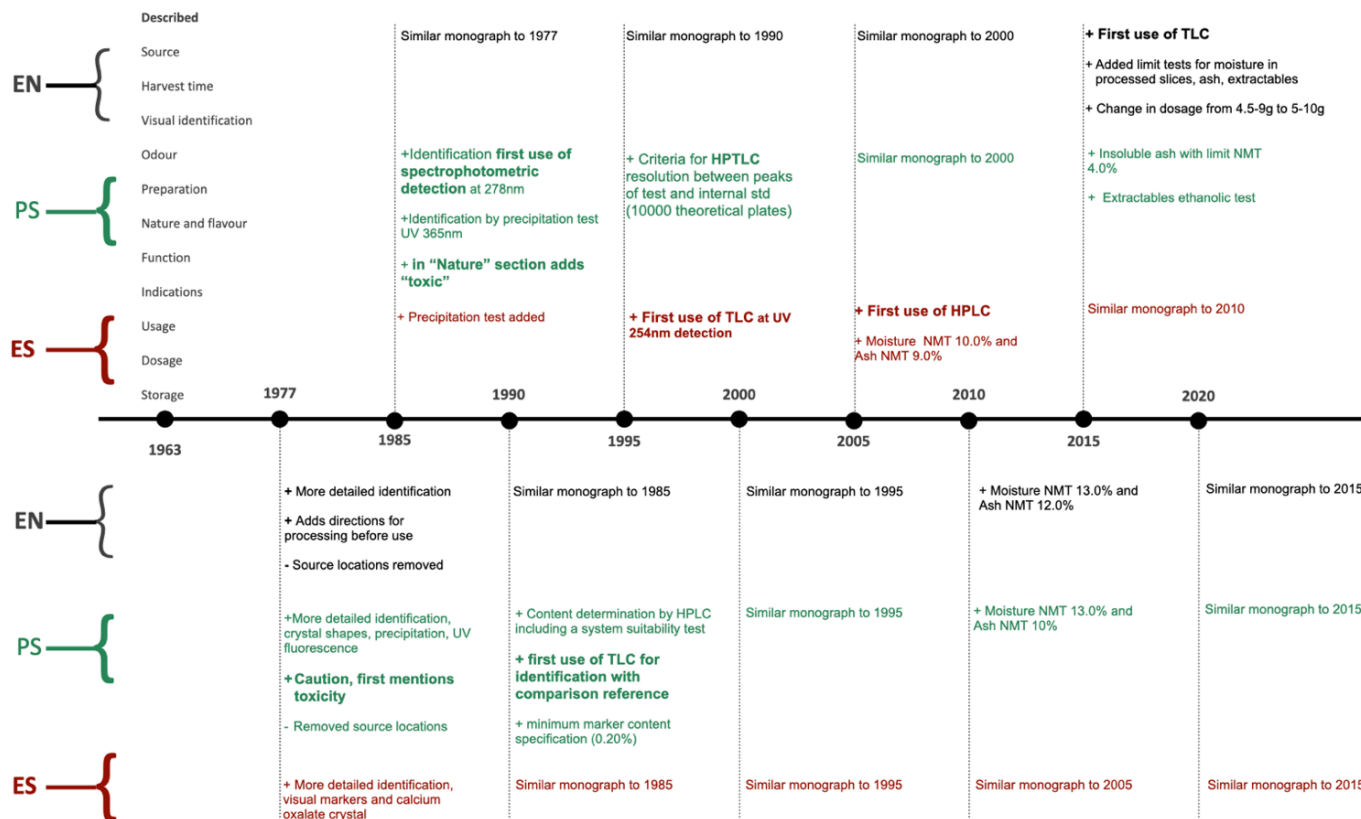 Described
Source
Harvest time
Visual identification
Odour
Preparation
Nature and flavour
Function
Indications
Usage
Dosage
Storage
EN
PS
ES
Similar monograph to 1977
Similar monograph to 1990
Similar monograph to 2000
+ First use of TLC
+ Added limit tests for moisture in
processed slices, ash, extractables
+ Change in dosage from 4.5-9g to 5-10g
+Identification first use of
spectrophotometric
detection at 278nm
+Identification by precipitation test
UV 365nm
+ in “Nature” section adds
“toxic”
+ Criteria for HPTLC
resolution between peaks
of test and internal std
(10000 theoretical plates)
Similar monograph to 2000
+ Insoluble ash with limit NMT
4.0%
+ Extractables ethanolic test
+ Precipitation test added
+ First use of TLC at UV
254nm detection
+ First use of HPLC
+ Moisture NMT 10.0% and
Ash NMT 9.0%
Similar monograph to 2010
1963
1977
1985
1990
1995
2000
2005
2010
2015
2020
EN
PS
ES
+ More detailed identification
+ Adds directions for
processing before use
- Source locations removed
Similar monograph to 1985
Similar monograph to 1995
+ Moisture NMT 13.0% and
Ash NMT 12.0%
Similar monograph to 2015
+More detailed identification,
crystal shapes, precipitation, UV
fluorescence
+Caution, first mentions
toxicity
- Removed source locations
+ Content determination by HPLC
including a system suitability test
+ first use of TLC for
identification with
comparison reference
+ minimum marker content
specification (0.20%)
Similar monograph to 1995
+ Moisture NMT 13.0% and
Ash NMT 10%
Similar monograph to 2015
+ More detailed identification,
visual markers and calcium
oxalate crystal
Similar monograph to 1985
Similar monograph to 1995
Similar monograph to 2005
Similar monograph to 2015